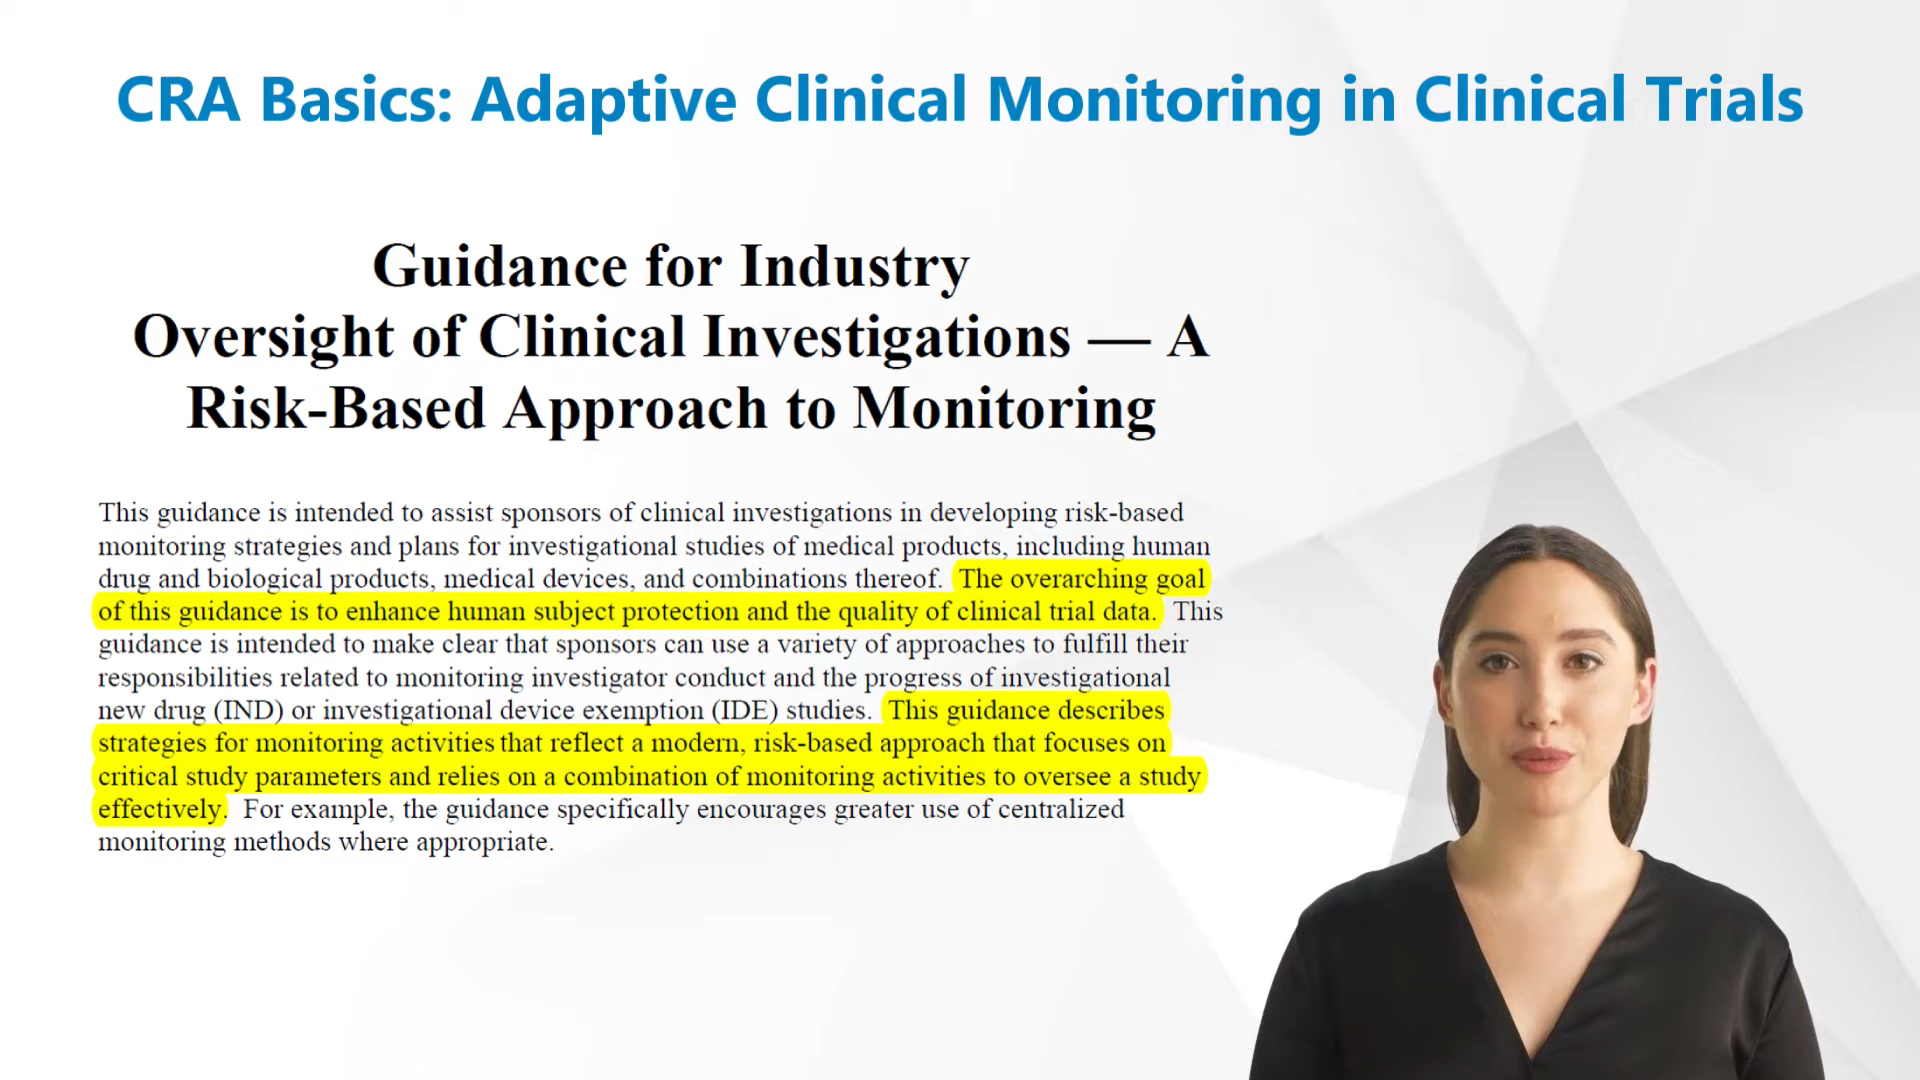 CRA Basics: Adaptive Clinical Monitoring in Clinical Trials
Guidance for Industry
Oversight of Clinical Investigations — A
Risk-Based Approach to Monitoring
This guidance is intended to assist sponsors of clinical investigations in developing risk-based
monitoring strategies and plans for investigational studies of medical products, including human
drug and biological products, medical devices, and combinations thereof. The overarching goal
of this guidance is to enhance human subject protection and the quality of clinical trial data. This
guidance is intended to make clear that sponsors can use a variety of approaches to fulfill their
responsibilities related to monitoring investigator conduct and the progress of investigational
new drug (IND) or investigational device exemption (IDE) studies. This guidance describes
strategies for monitoring activities that reflect a modern, risk-based approach that focuses on
critical study parameters and relies on a combination of monitoring activities to oversee a study
effectively. For example, the guidance specifically encourages greater use of centralized
monitoring methods where appropriate.